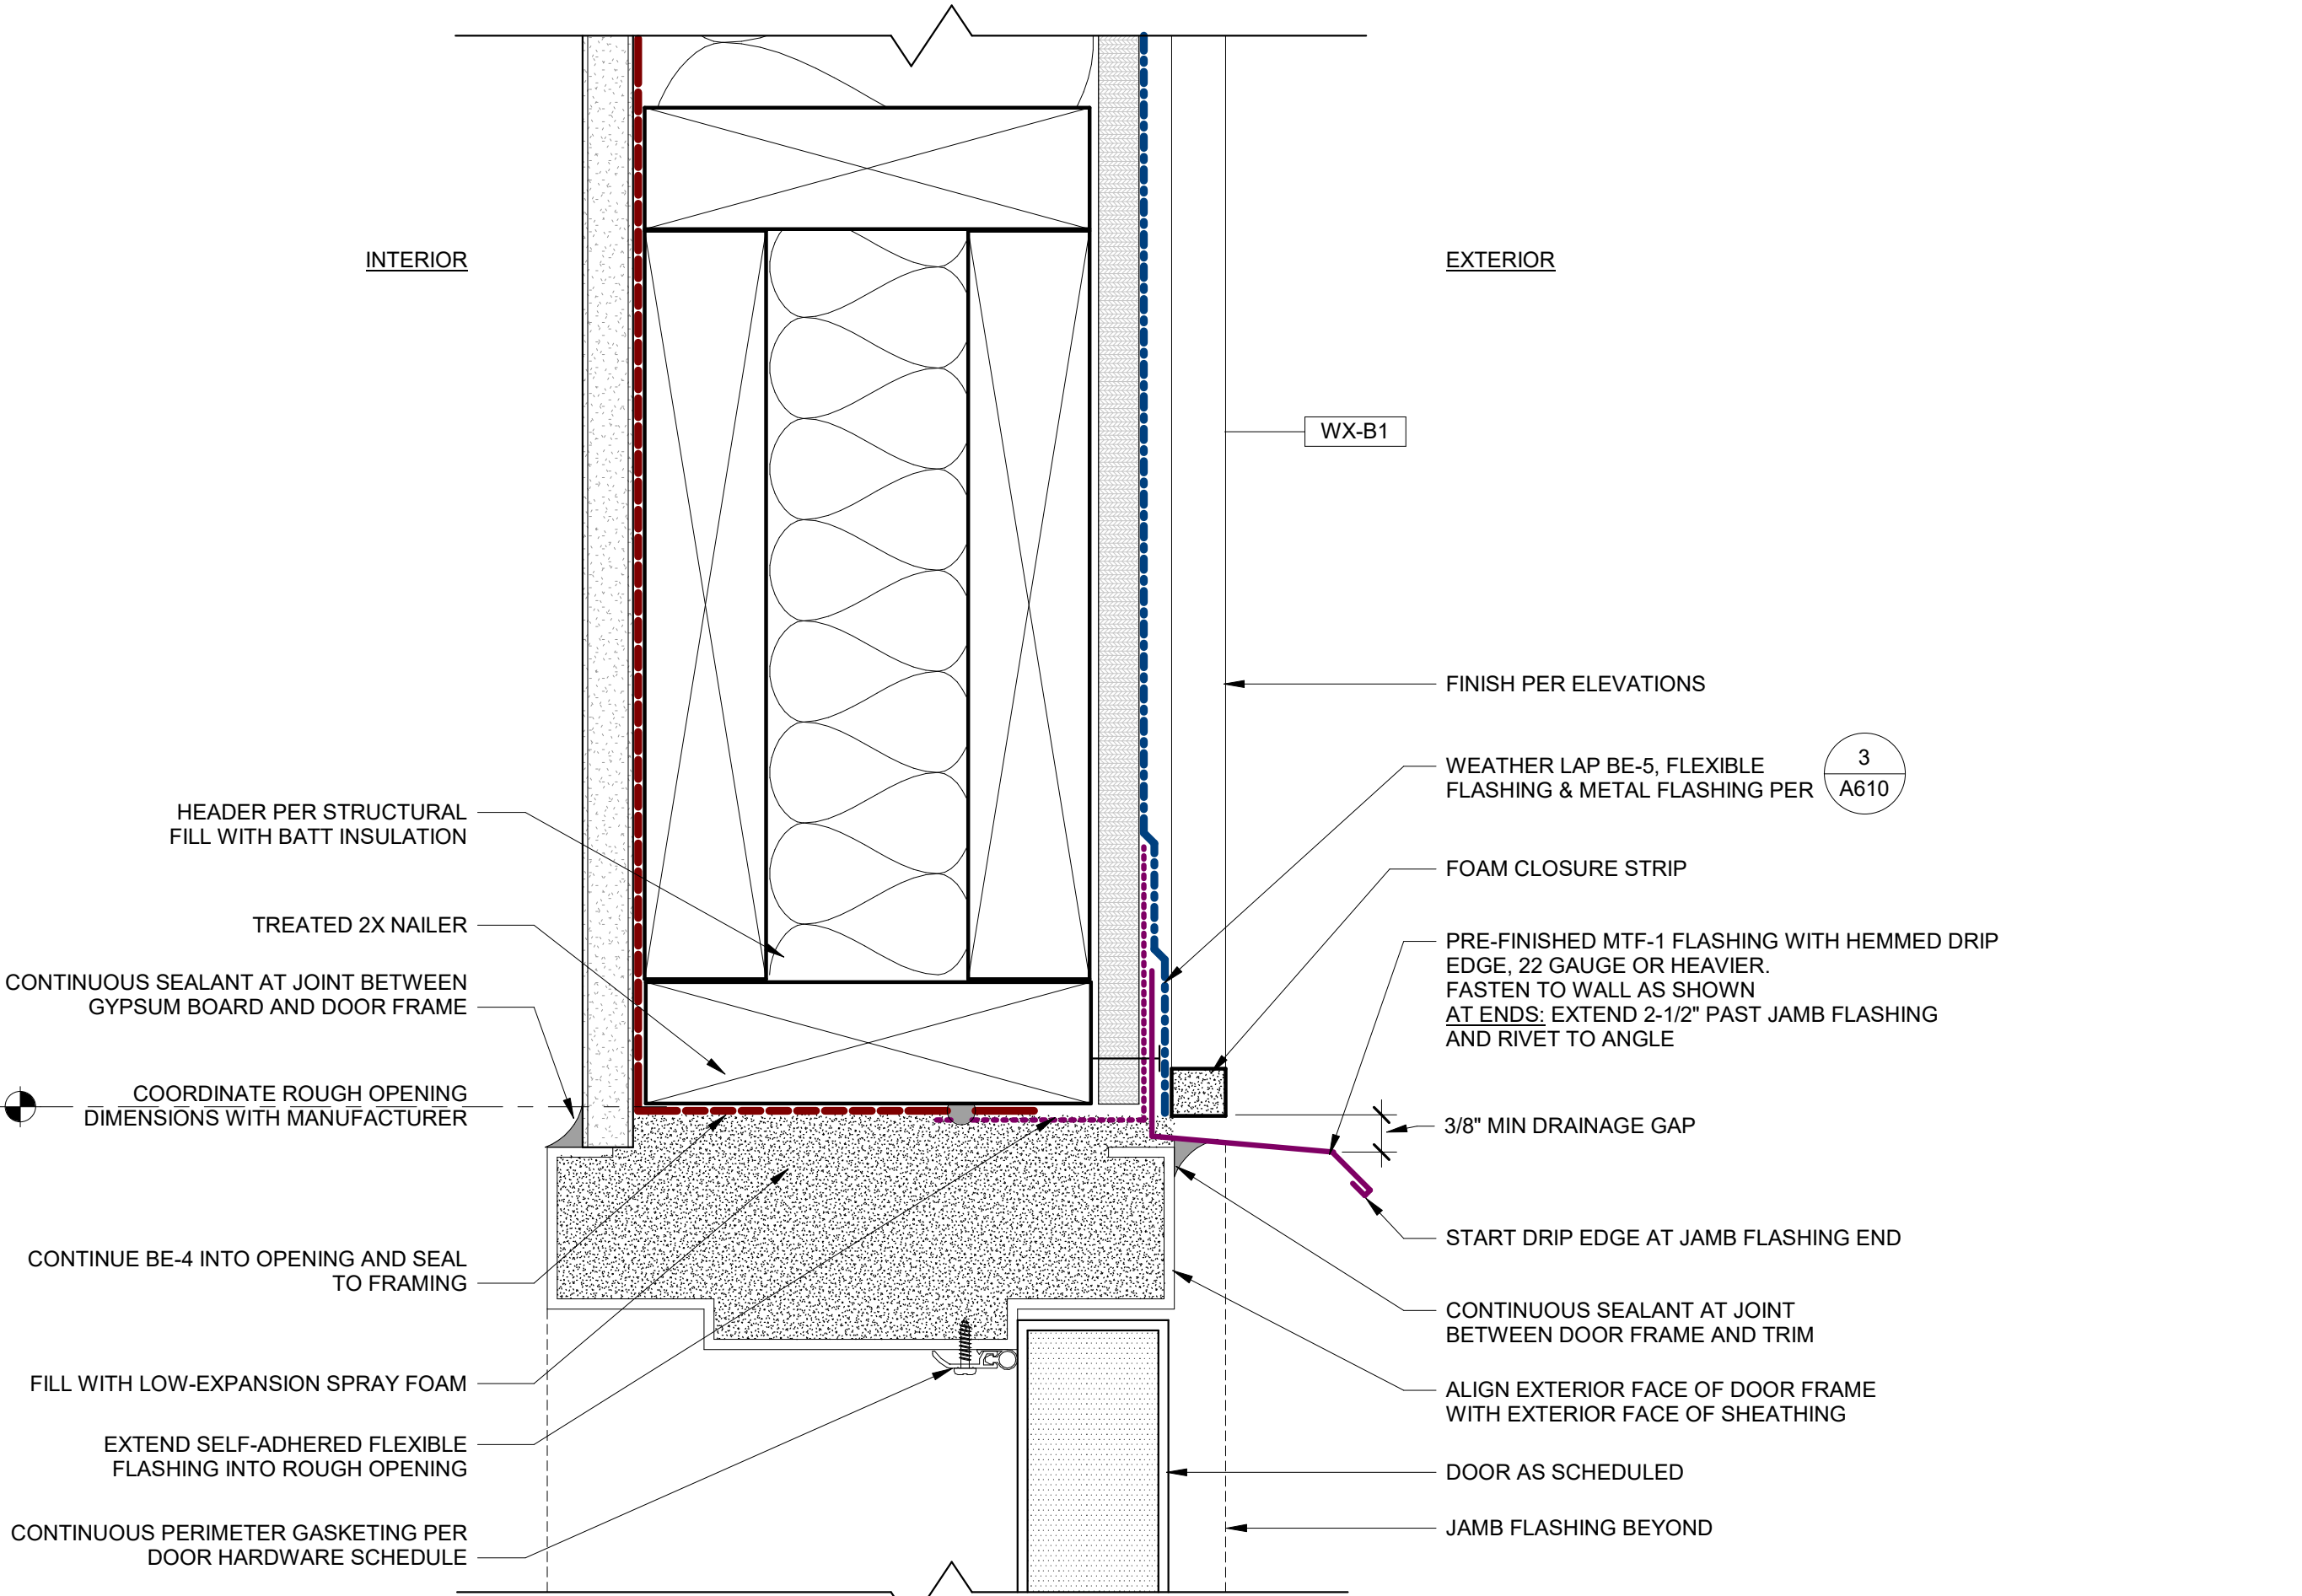 INTERIOR
HEADER PER STRUCTURAL
FILL WITH BATT INSULATION
TREATED 2X NAILER
CONTINUOUS SEALANT AT JOINT BETWEEN
GYPSUM BOARD AND DOOR FRAME
COORDINATE ROUGH OPENING
DIMENSIONS WITH MANUFACTURER
CONTINUE BE-4 INTO OPENING AND SEAL
TO FRAMING
FILL WITH LOW-EXPANSION SPRAY FOAM
EXTEND SELF-ADHERED FLEXIBLE
FLASHING INTO ROUGH OPENING
CONTINUOUS PERIMETER GASKETING PER
DOOR HARDWARE SCHEDULE
EXTERIOR
WX-B1
FINISH PER ELEVATIONS
WEATHER LAP BE-5, FLEXIBLE
FLASHING & METAL FLASHING PER
3
A610
FOAM CLOSURE STRIP
PRE-FINISHED MTF-1 FLASHING WITH HEMMED DRIP
EDGE, 22 GAUGE OR HEAVIER.
FASTEN TO WALL AS SHOWN
AT ENDS: EXTEND 2-1/2" PAST JAMB FLASHING
AND RIVET TO ANGLE
3/8" MIN DRAINAGE GAP
START DRIP EDGE AT JAMB FLASHING END
CONTINUOUS SEALANT AT JOINT
BETWEEN DOOR FRAME AND TRIM
ALIGN EXTERIOR FACE OF DOOR FRAME
WITH EXTERIOR FACE OF SHEATHING
DOOR AS SCHEDULED
JAMB FLASHING BEYOND